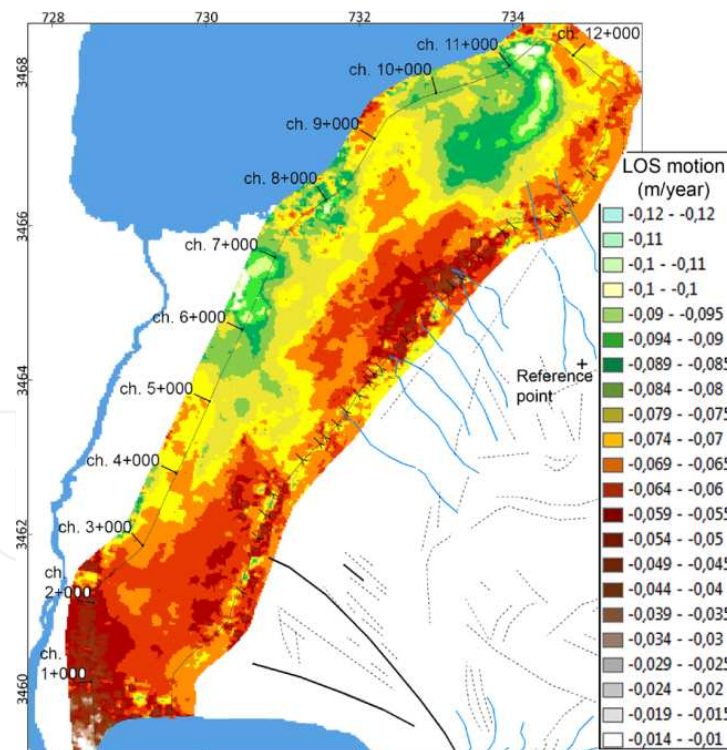 728
730
732
734
3468
3466
3464
3462
3460
ch. 12+000
ch. 11+000
ch. 10+000
ch. 9+000
ch. 8+000
ch. 7+000
ch. 6+000
ch. 5+000
ch. 4+000
ch. 3+000
ch.
2+000
ch.
1+000
Reference
point
LOS motion
(m/year)
-0,12 - -0,12
-0,11
-0,1 - -0,11
-0,1 - -0,1
-0,09 - -0,095
-0,094 - -0,09
-0,089 - -0,085
-0,084 - -0,08
-0,079 - -0,075
-0,074 - -0,07
-0,069 - -0,065
-0,064 - -0,06
-0,059 - -0,055
-0,054 - -0,05
-0,049 - -0,045
-0,044 - -0,04
-0,039 - -0,035
-0,034 - -0,03
-0,029 - -0,025
-0,024 - -0,02
-0,019 - -0,015
-0,014 - -0,01